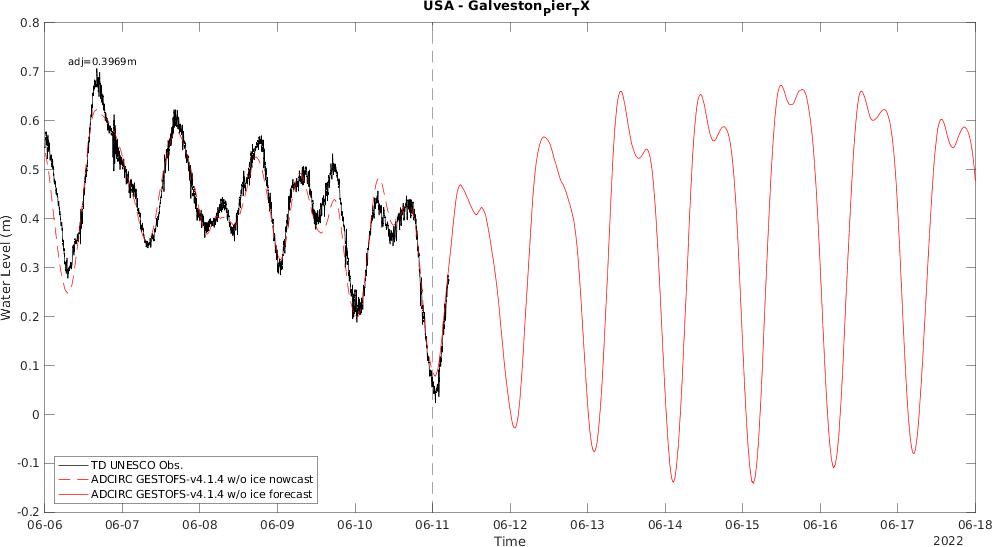 USA - Galveston_Pier_TX
adj=0.3969m
0.8
0.7
0.6
0.5
0.4
0.3
0.2
0.1
0
-0.1
-0.2
Water Level (m)
TD UNESCO Obs.
ADCIRC GESTOFS-v4.1.4 w/o ice nowcast
ADCIRC GESTOFS-v4.1.4 w/o ice forecast
06-06 06-07 06-08 06-09 06-10 06-11 06-12 06-13 06-14 06-15 06-16 06-17 06-18
Time
2022